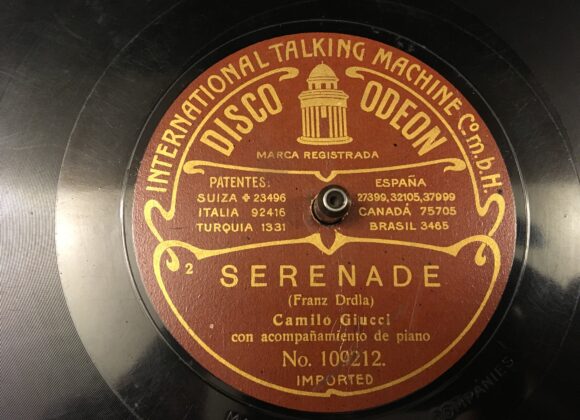 INTERNATIONAL TALKING MACHINE Co.m.b.H.
DISCO ODEON
MARCA REGISTRADA
PATENTES:
SUIZA ✚ 23496
ITALIA 92416
TURQUIA 1331
ESPAÑA
27399,32105,37999
CANADÁ 75705
BRASIL 3465
2
SERENADE
(Franz Drdla)
Camilo Giucci
con acompañamiento de piano
No. 109212.
IMPORTED
COMPANIES